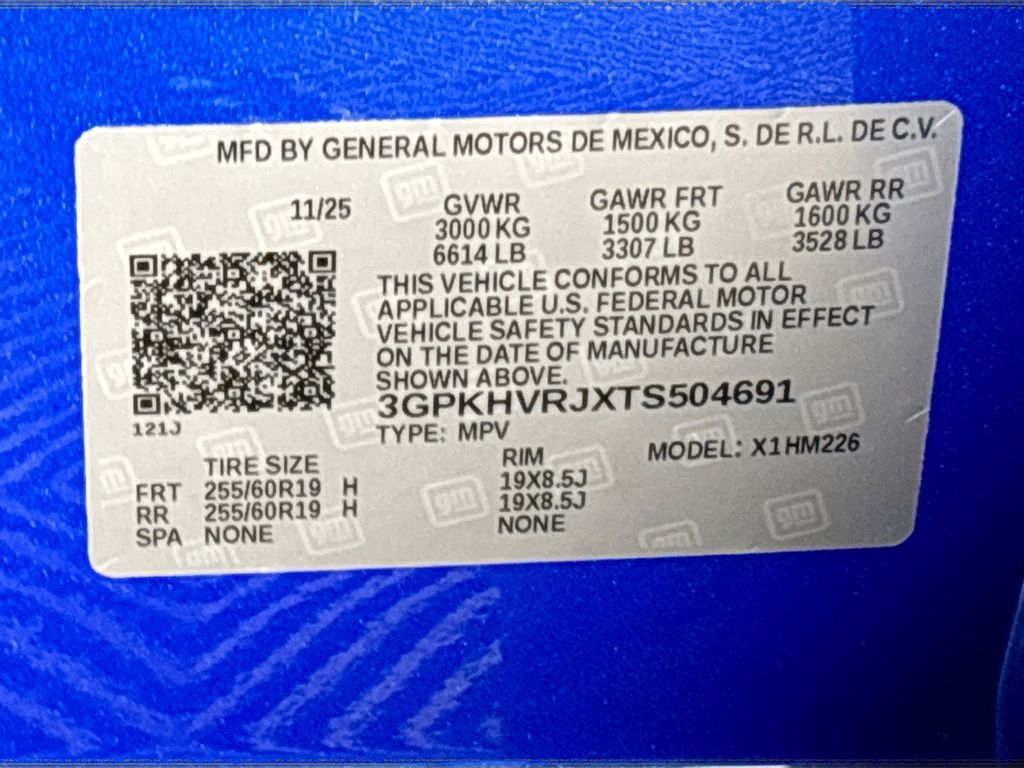 MFD BY GENERAL MOTORS DE MEXICO, S. DE R.L. DE C.V.
11/25 GVWR GAWR FRT GAWR RR
3000 KG 1500 KG 1600 KG
6614 LB 3307 LB 3528 LB
THIS VEHICLE CONFORMS TO ALL
APPLICABLE U.S. FEDERAL MOTOR
VEHICLE SAFETY STANDARDS IN EFFECT
ON THE DATE OF MANUFACTURE
SHOWN ABOVE.
3GPKHVRJXTS504691
121J
TYPE: MPV MODEL: X1HM226
TIRE SIZE RIM
FRT 255/60R19 H 19X8.5J
RR 255/60R19 H 19X8.5J
SPA NONE NONE